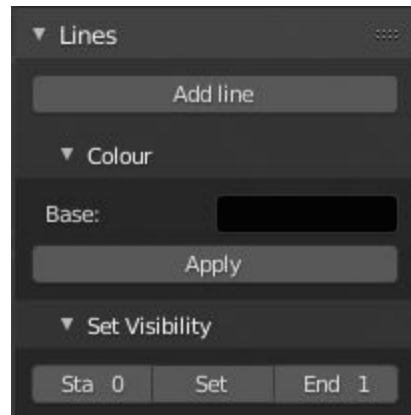 Lines
Add line
Colour
Base:
Apply
Set Visibility
Sta 0 Set End 1